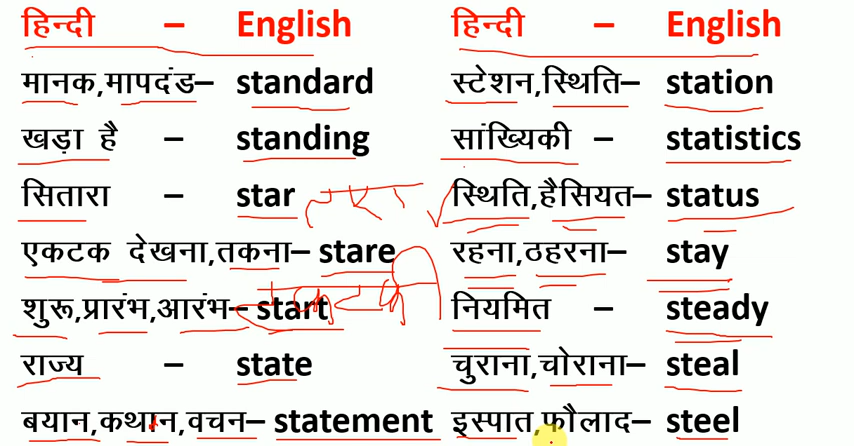 हिन्दी – English
मानक,मापदंड– standard
खड़ा है – standing
सितारा – star
एकटक देखना,तकना– stare
शुरू,प्रारंभ,आरंभ– start
राज्य – state
बयान,कथान,वचन– statement
हिन्दी – English
स्टेशन,स्थिति– station
सांख्यिकी – statistics
स्थिति,हैसियत– status
रहना,ठहरना– stay
नियमित – steady
चुराना,चोराना– steal
इस्पात,फौलाद– steel